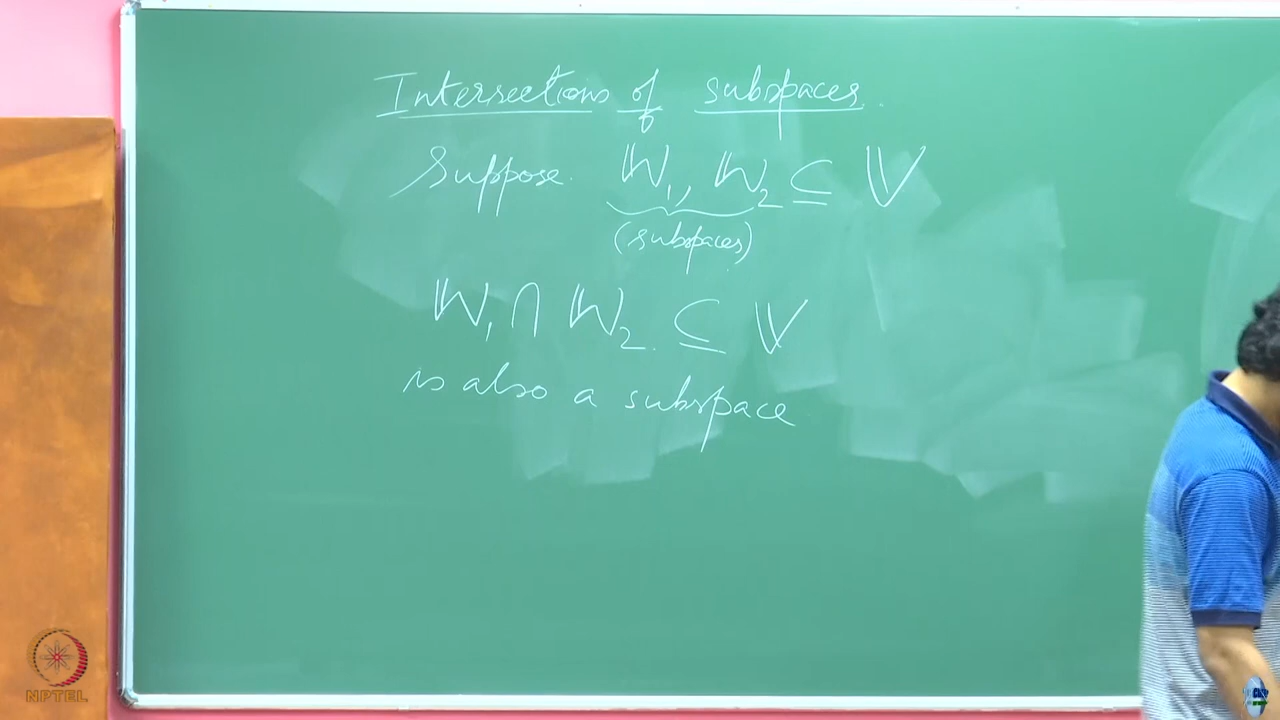 Intersections of subspaces.
Suppose. 𝕎₁, 𝕎₂ ⊆ 𝕍
(subspaces)
𝕎₁ ∩ 𝕎₂. ⊆ 𝕍
is also a subspace
NPTEL